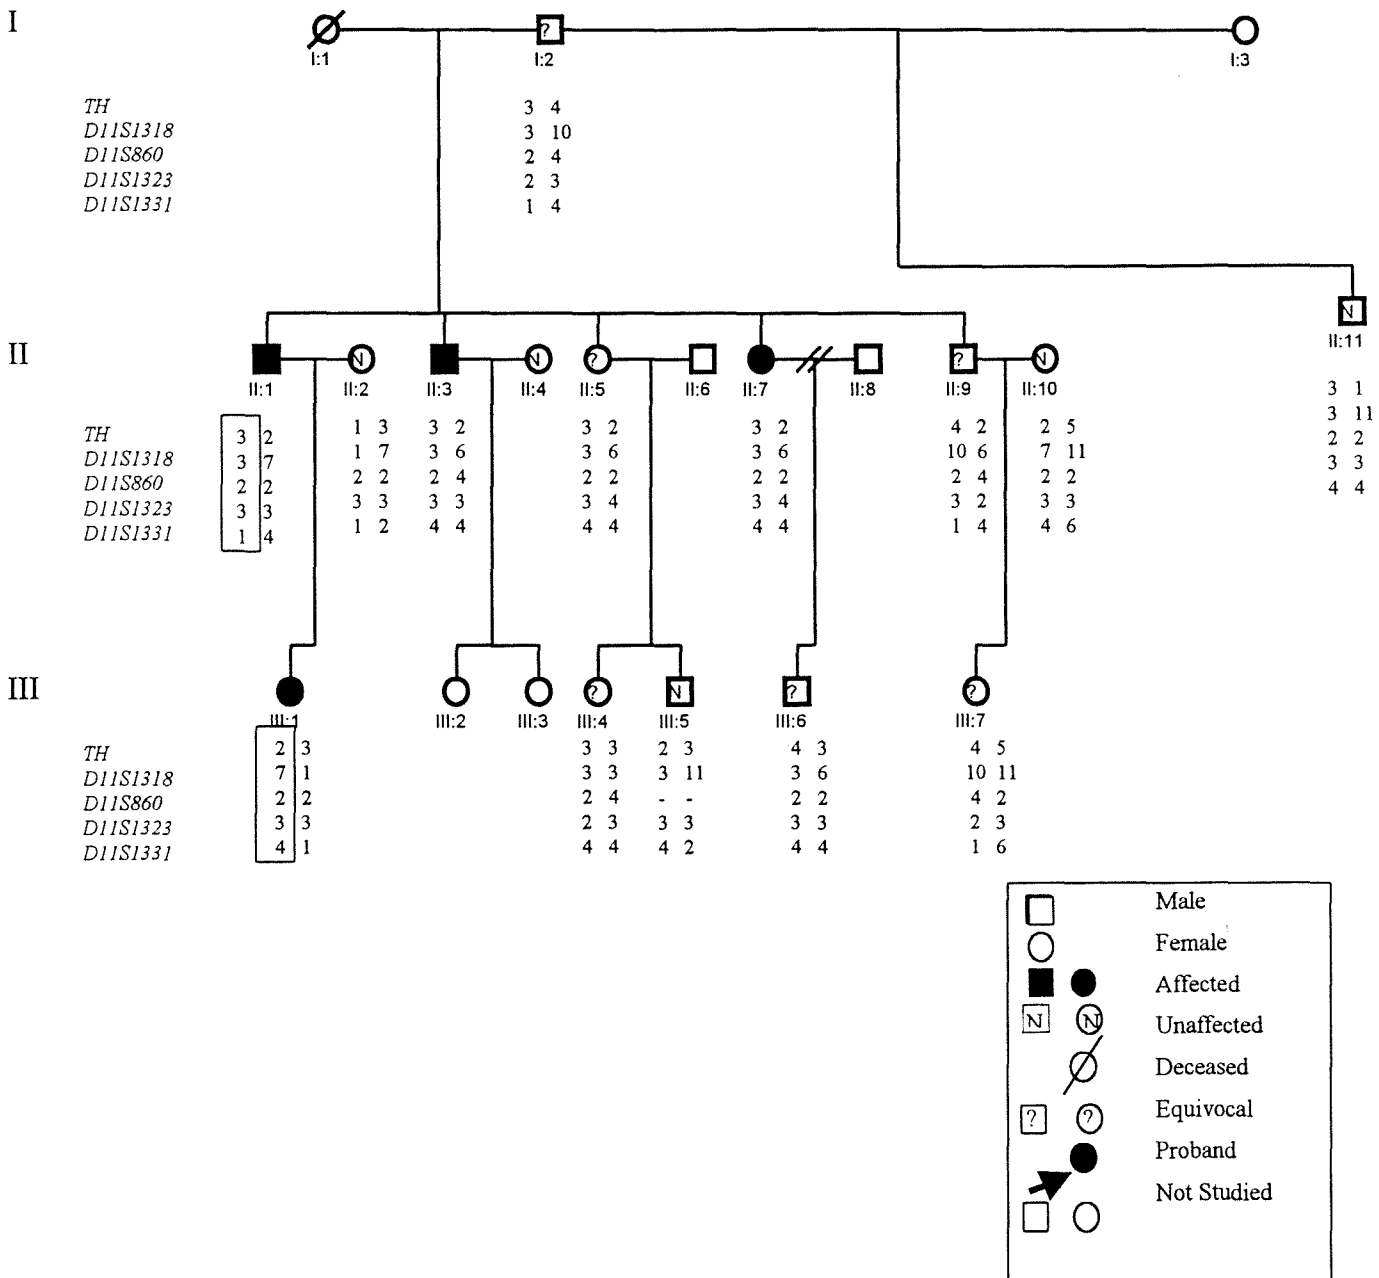 I
?
I:1 I:2 I:3
TH 3 4
D11S1318 3 10
D11S860 2 4
D11S1323 2 3
D11S1331 1 4
N
II:11
3 1
3 11
2 2
3 3
4 4
II
N N ? ? N
II:1 II:2 II:3 II:4 II:5 II:6 II:7 II:8 II:9 II:10
TH 3 2 1 3 3 2 3 2 3 2 4 2 2 5
D11S1318 3 7 1 7 3 6 3 6 3 6 10 6 7 11
D11S860 2 2 2 2 2 4 2 2 2 2 2 4 2 2
D11S1323 3 3 3 3 3 3 3 4 3 4 3 2 3 3
D11S1331 1 4 1 2 4 4 4 4 4 4 1 4 4 6
III
? N ? ?
III:1 III:2 III:3 III:4 III:5 III:6 III:7
TH 2 3 3 3 2 3 4 3 4 5
D11S1318 7 1 3 3 3 11 3 6 10 11
D11S860 2 2 2 4 - - 2 2 4 2
D11S1323 3 3 2 3 3 3 3 3 2 3
D11S1331 4 1 4 4 4 2 4 4 1 6
Male
Female
Affected
N N Unaffected
Deceased
? ? Equivocal
Proband
Not Studied